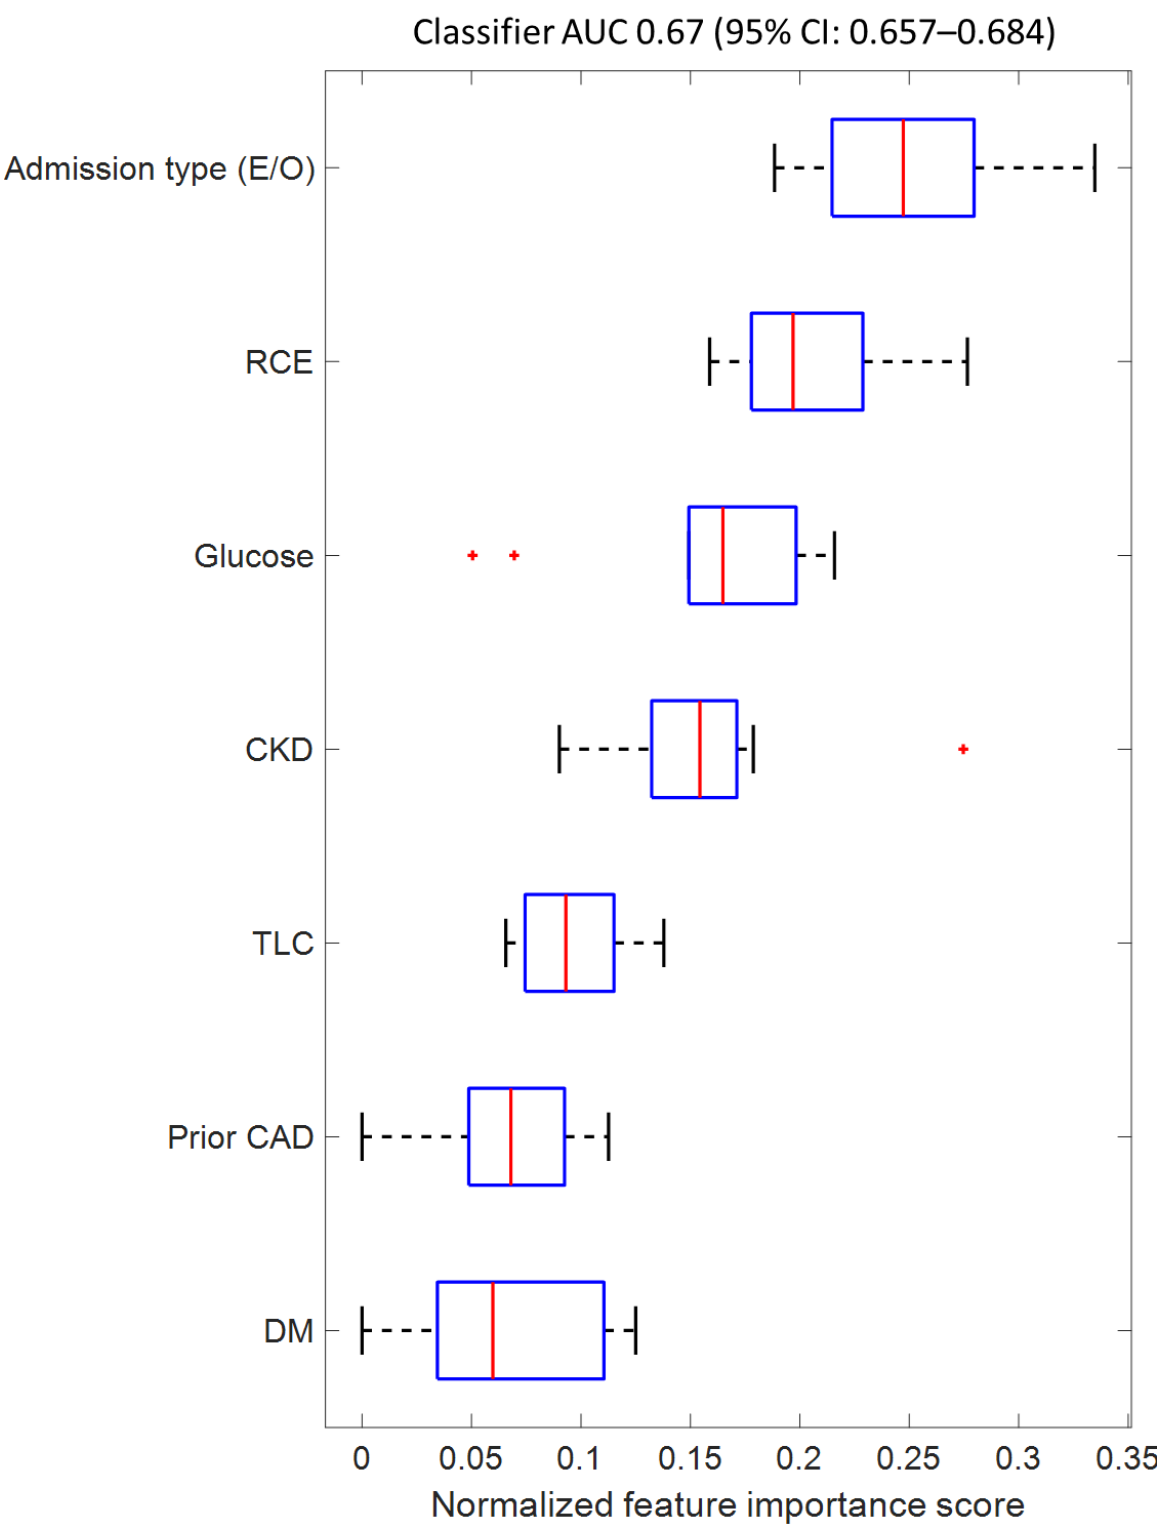 Classifier AUC 0.67 (95% CI: 0.657–0.684)
Admission type (E/O)
RCE
Glucose
CKD
TLC
Prior CAD
DM
0 0.05 0.1 0.15 0.2 0.25 0.3 0.35
Normalized feature importance score